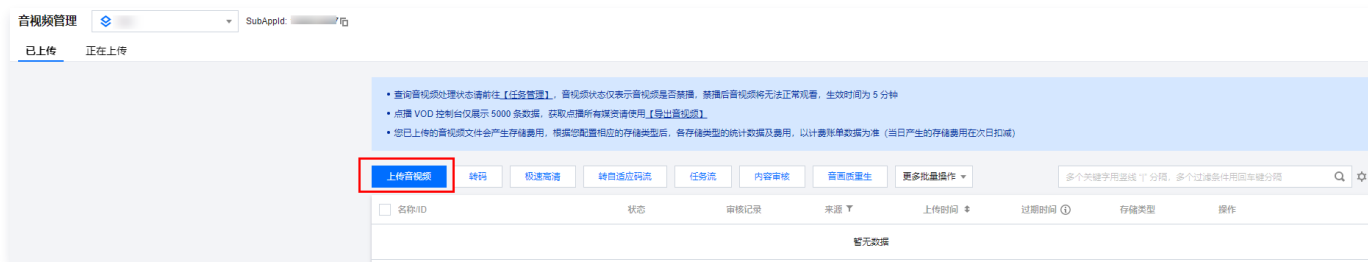 音视频管理 SubAppId:
已上传 正在上传
• 查询音视频处理状态请前往【任务管理】，音视频状态仅表示音视频是否禁播，禁播后音视频将无法正常观看，生效时间为 5 分钟
• 点播 VOD 控制台仅展示 5000 条数据，获取点播所有媒资请使用【导出音视频】
• 您已上传的音视频文件会产生存储费用，根据您配置相应的存储类型后，各存储类型的统计数据及费用，以计费账单数据为准（当日产生的存储费用在次日扣减）
上传音视频 转码 极速高清 转自适应码流 任务流 内容审核 音画质重生 更多批量操作 多个关键字用竖线 "|" 分隔，多个过滤条件用回车键分隔
名称/ID 状态 审核记录 来源 上传时间 过期时间 存储类型 操作
暂无数据